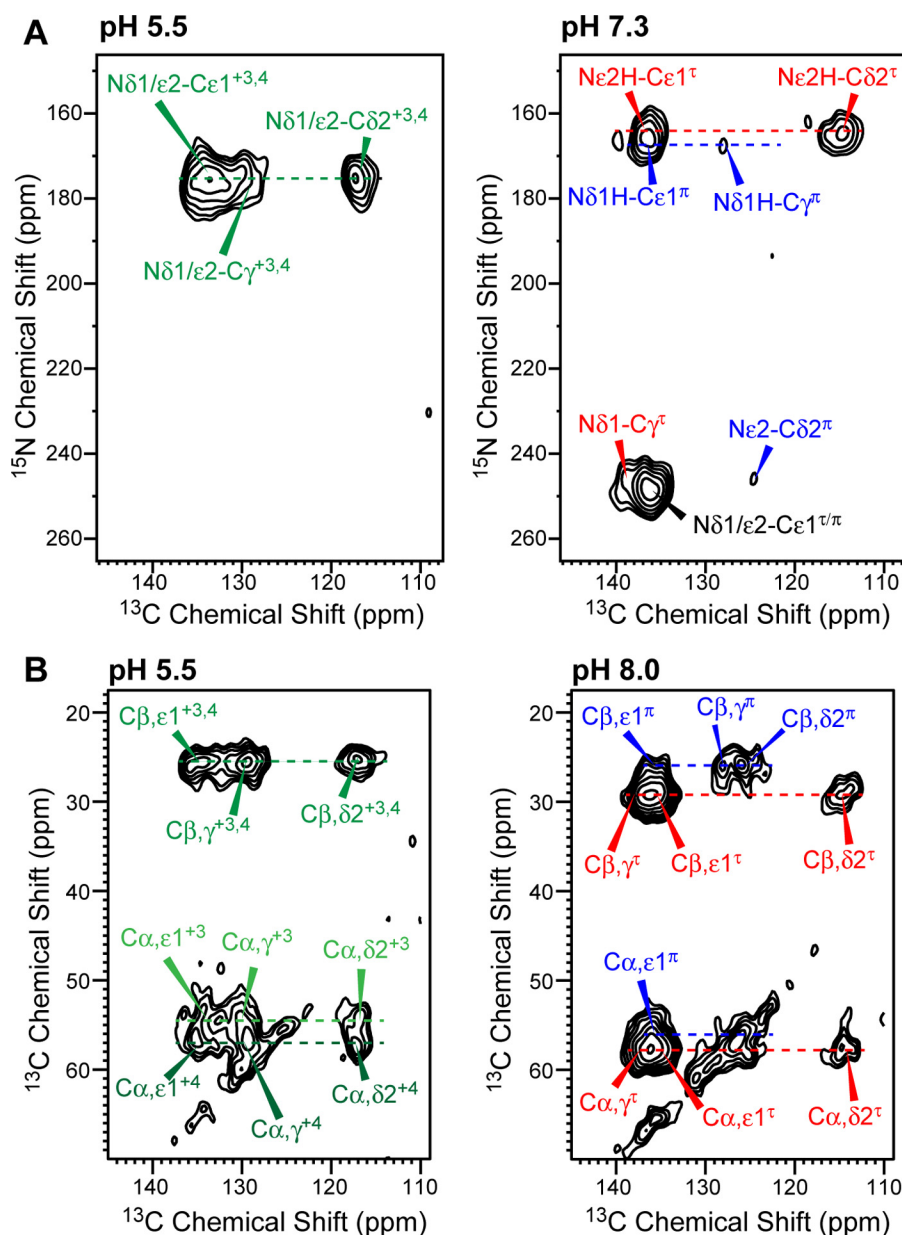 A
pH 5.5
pH 7.3
Nδ1/ε2-Cε1⁺³,⁴
Nδ1/ε2-Cδ2⁺³,⁴
Nδ1/ε2-Cγ⁺³,⁴
160
180
200
220
240
260
¹⁵N Chemical Shift (ppm)
140
130
120
110
¹³C Chemical Shift (ppm)
Nε2H-Cε1τ
Nε2H-Cδ2τ
Nδ1H-Cε1π
Nδ1H-Cγπ
Nδ1-Cγτ
Nε2-Cδ2π
Nδ1/ε2-Cε1τ/π
160
180
200
220
240
260
¹⁵N Chemical Shift (ppm)
140
130
120
110
¹³C Chemical Shift (ppm)
B
pH 5.5
pH 8.0
Cβ,ε1⁺³,⁴
Cβ,γ⁺³,⁴
Cβ,δ2⁺³,⁴
Cα,ε1⁺³
Cα,γ⁺³
Cα,δ2⁺³
Cα,ε1⁺⁴
Cα,γ⁺⁴
Cα,δ2⁺⁴
20
30
40
50
60
¹³C Chemical Shift (ppm)
140
130
120
110
¹³C Chemical Shift (ppm)
Cβ,ε1π
Cβ,γπ
Cβ,δ2π
Cβ,γτ
Cβ,ε1τ
Cβ,δ2τ
Cα,ε1π
Cα,γτ
Cα,ε1τ
Cα,δ2τ
20
30
40
50
60
¹³C Chemical Shift (ppm)
140
130
120
110
¹³C Chemical Shift (ppm)